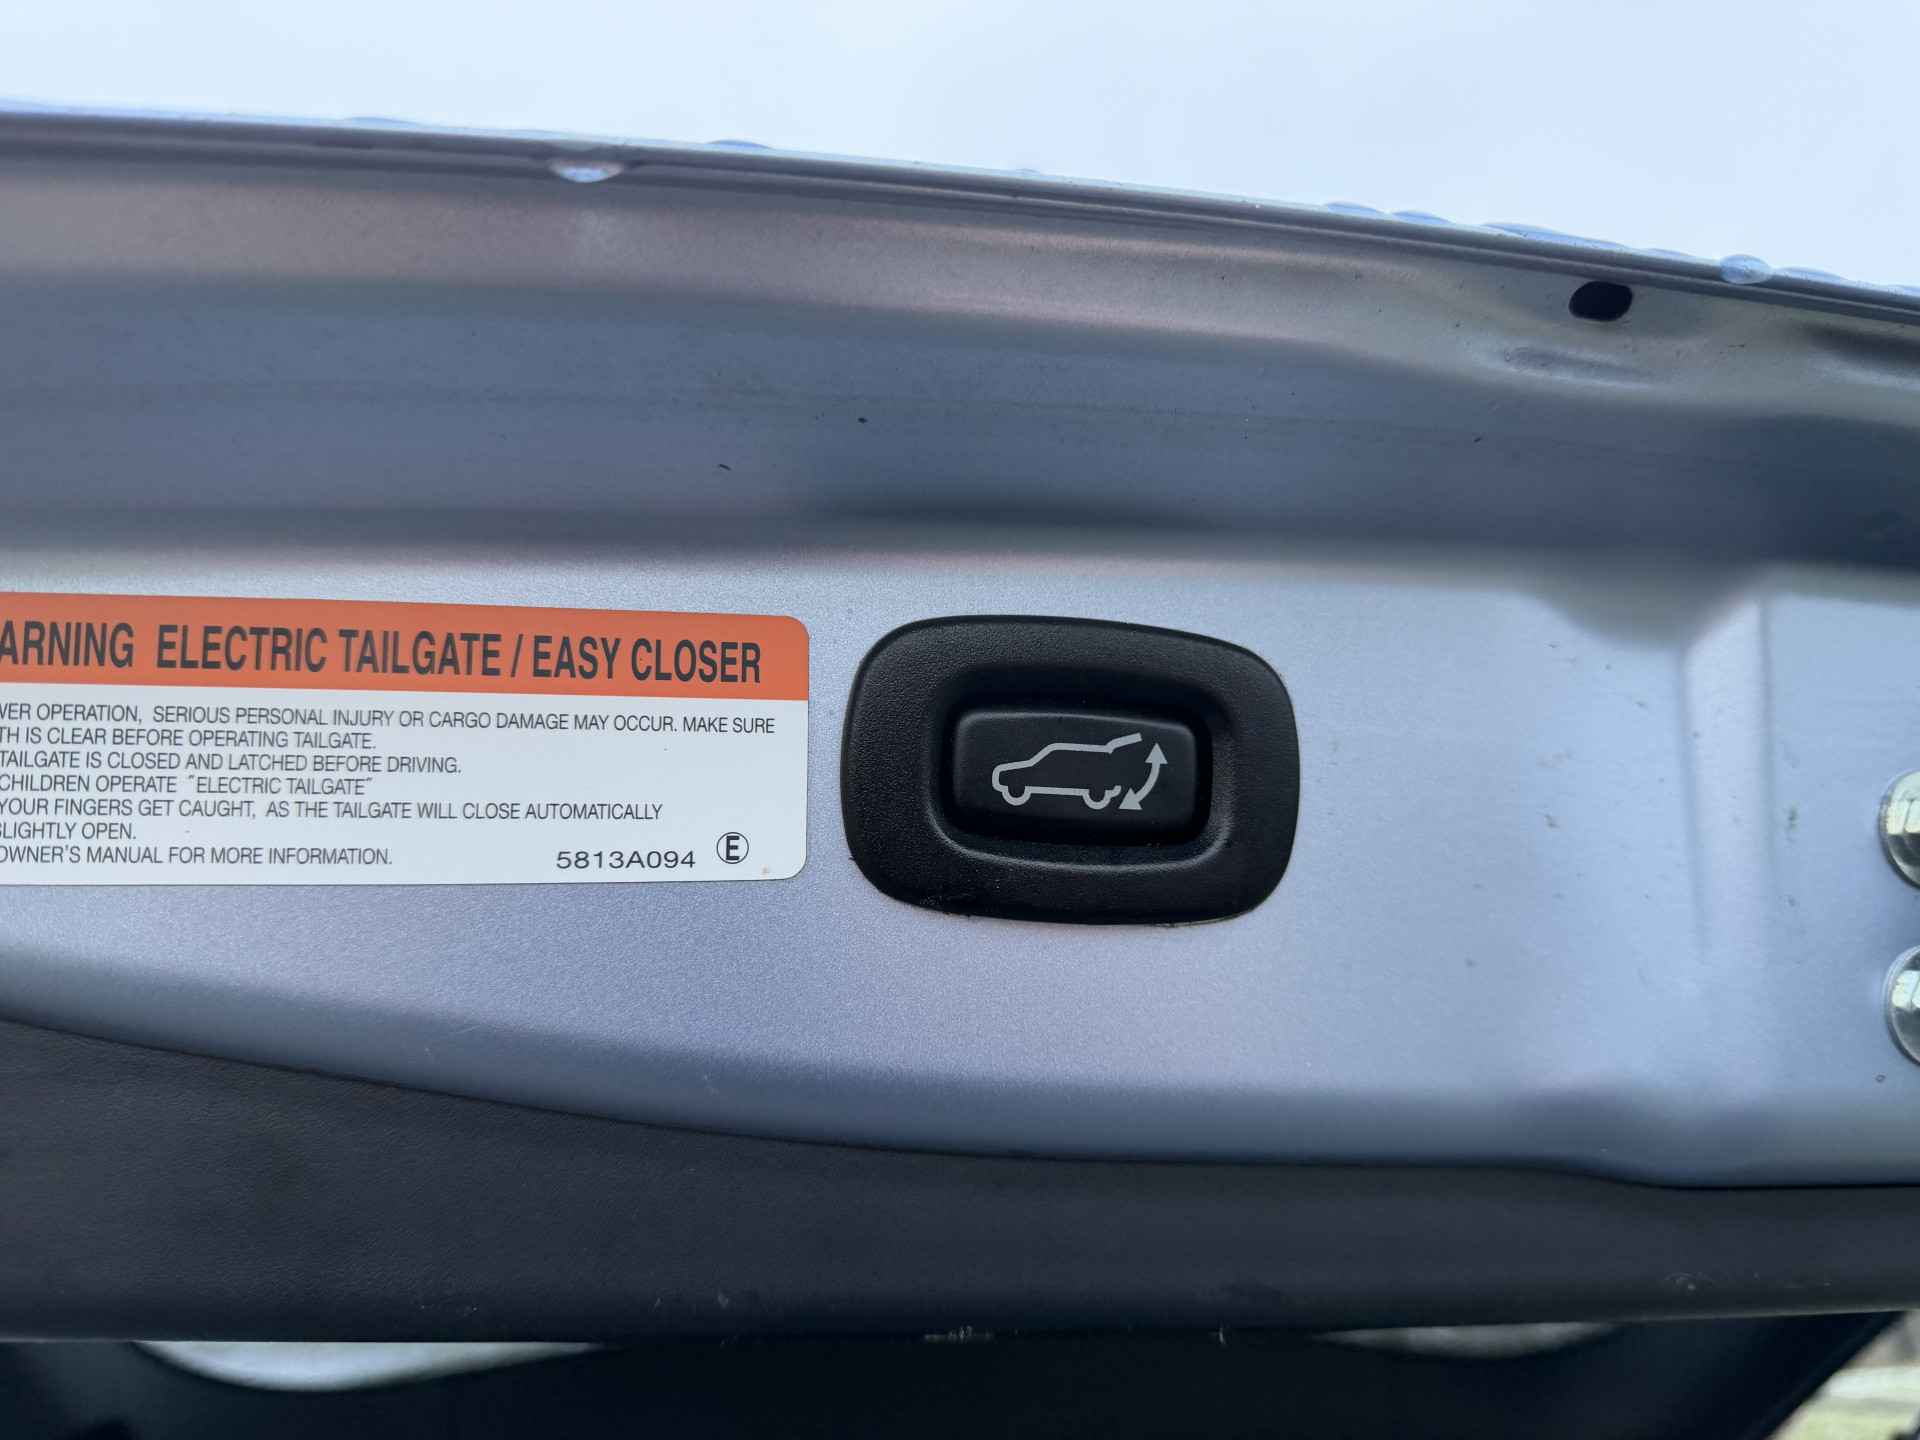 ARNING ELECTRIC TAILGATE / EASY CLOSER
WER OPERATION, SERIOUS PERSONAL INJURY OR CARGO DAMAGE MAY OCCUR. MAKE SURE
TH IS CLEAR BEFORE OPERATING TAILGATE.
TAILGATE IS CLOSED AND LATCHED BEFORE DRIVING.
CHILDREN OPERATE ˝ELECTRIC TAILGATE˝
YOUR FINGERS GET CAUGHT, AS THE TAILGATE WILL CLOSE AUTOMATICALLY
SLIGHTLY OPEN.
OWNER'S MANUAL FOR MORE INFORMATION.
5813A094 Ⓔ